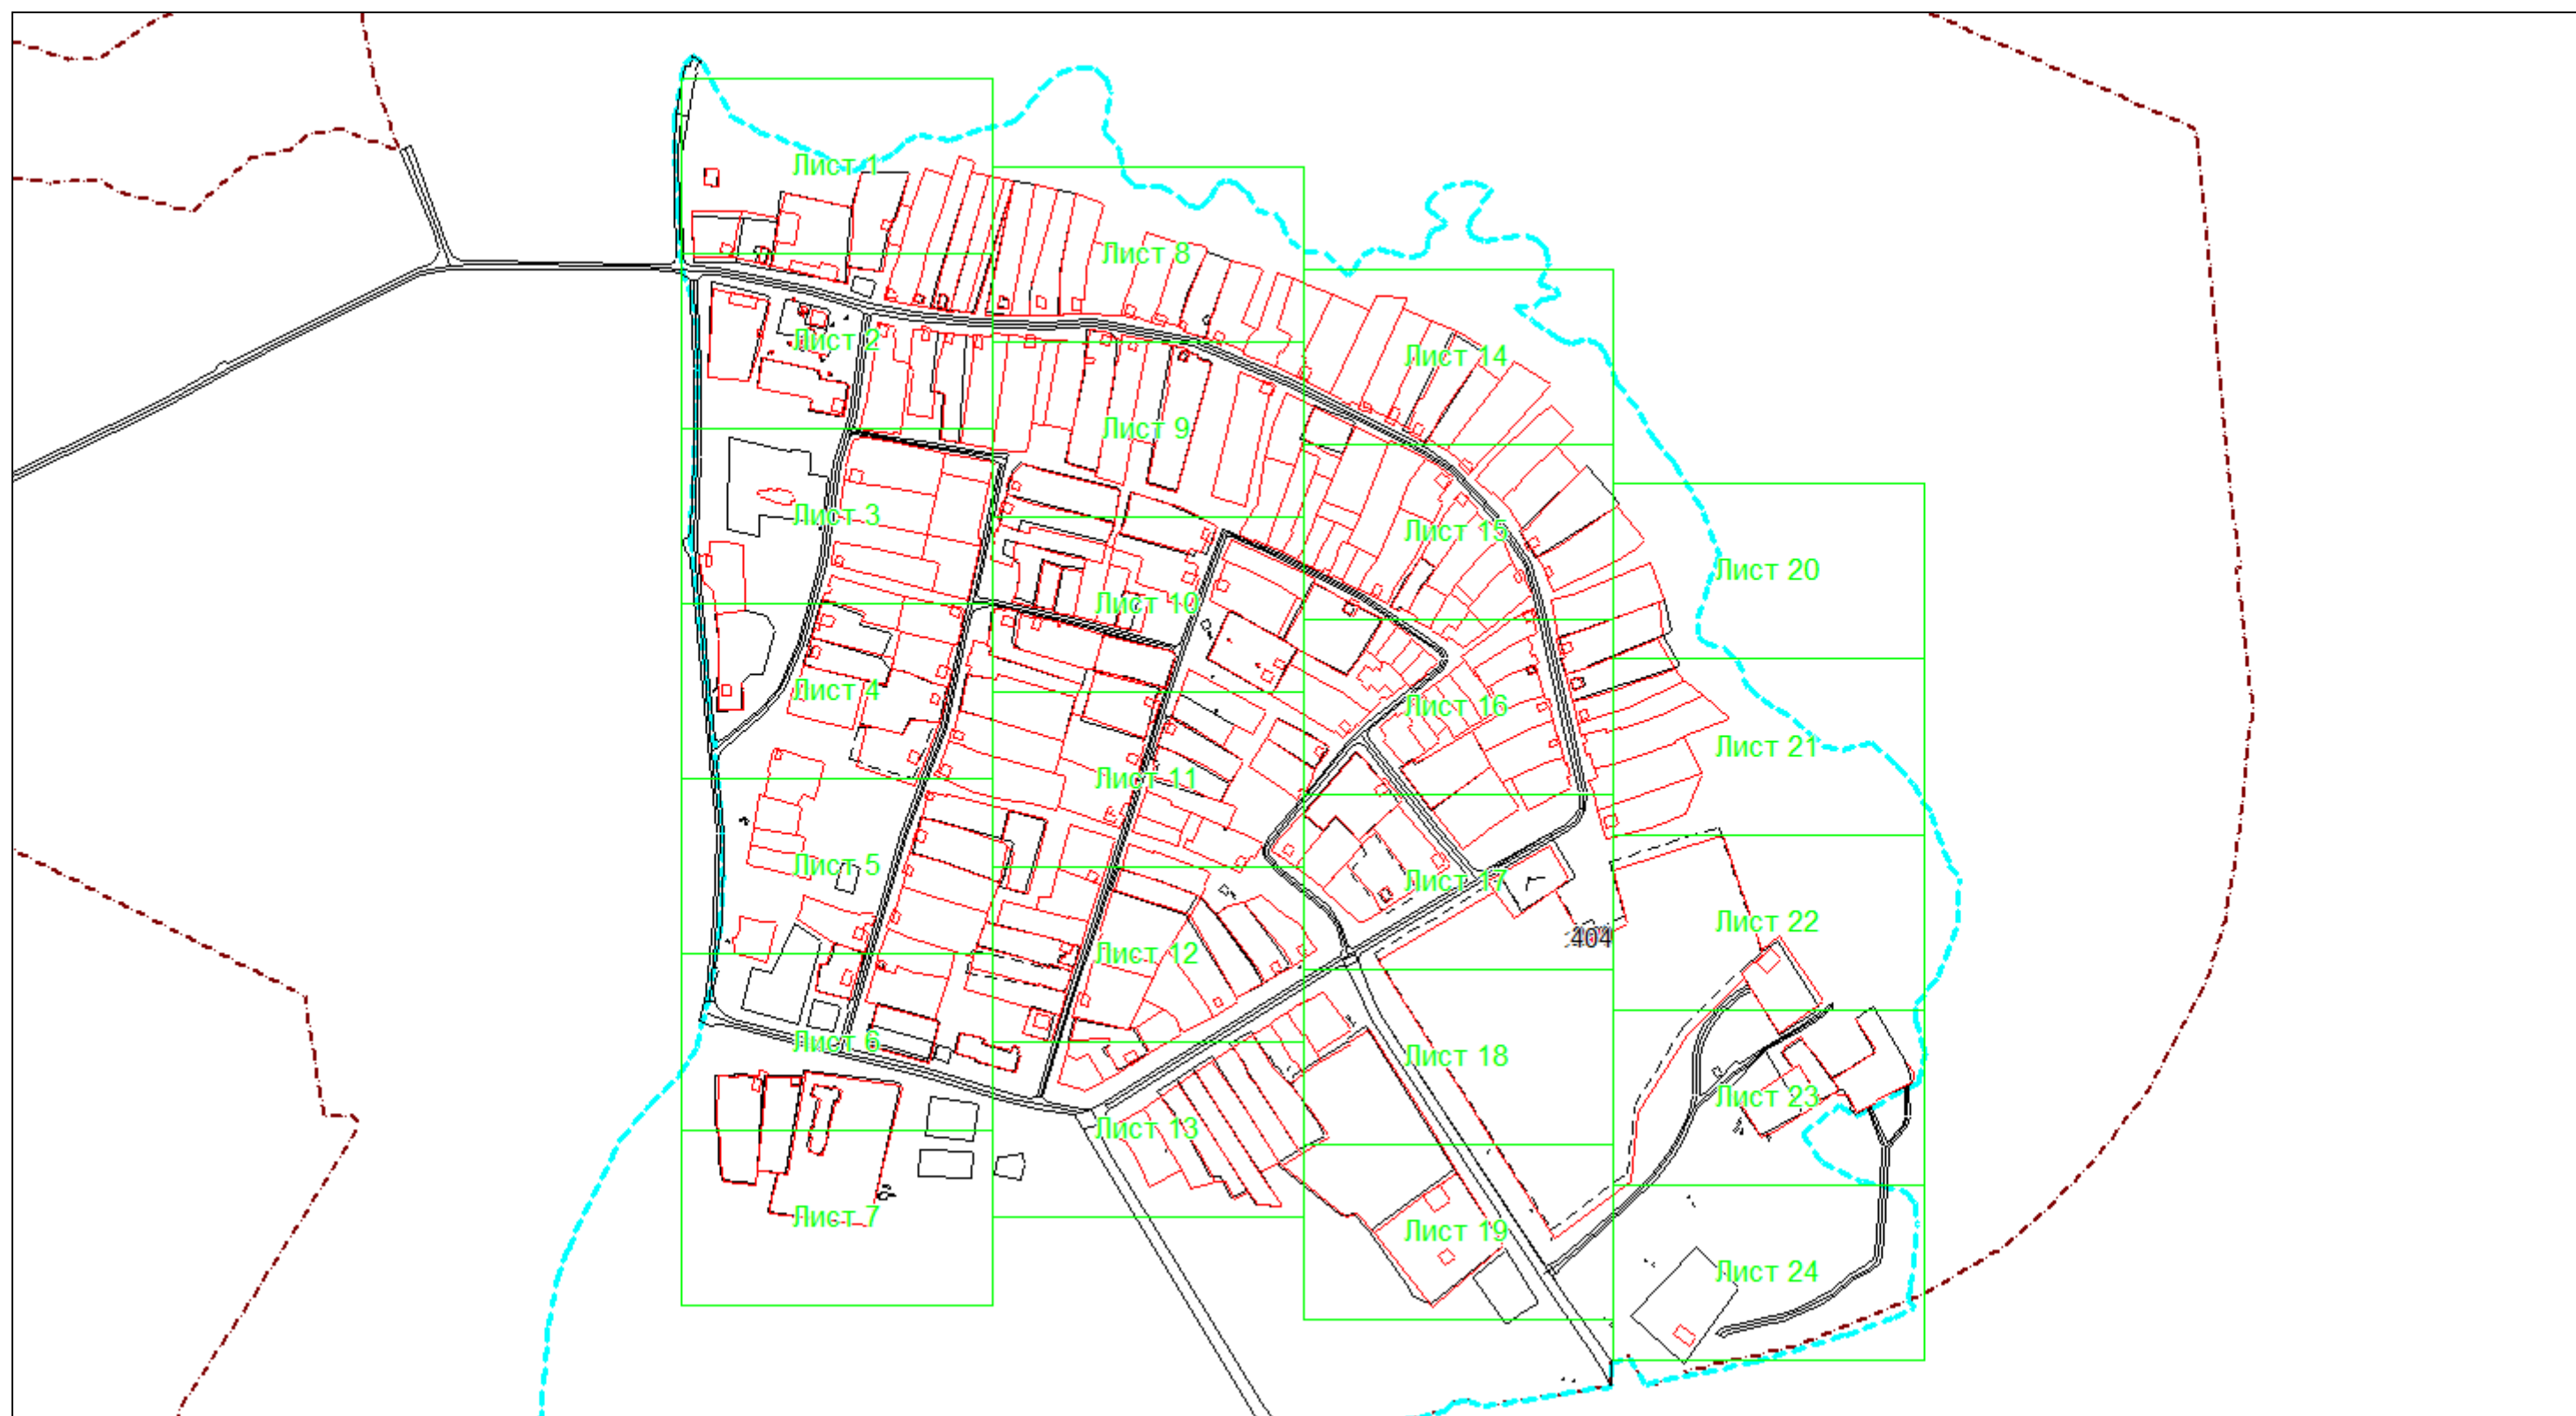 Лист 1
Лист 2
Лист 3
Лист 4
Лист 5
Лист 6
Лист 7
Лист 8
Лист 9
Лист 10
Лист 11
Лист 12
Лист 13
Лист 14
Лист 15
Лист 16
Лист 17
Лист 18
Лист 19
Лист 20
Лист 21
Лист 22
Лист 23
Лист 24
404